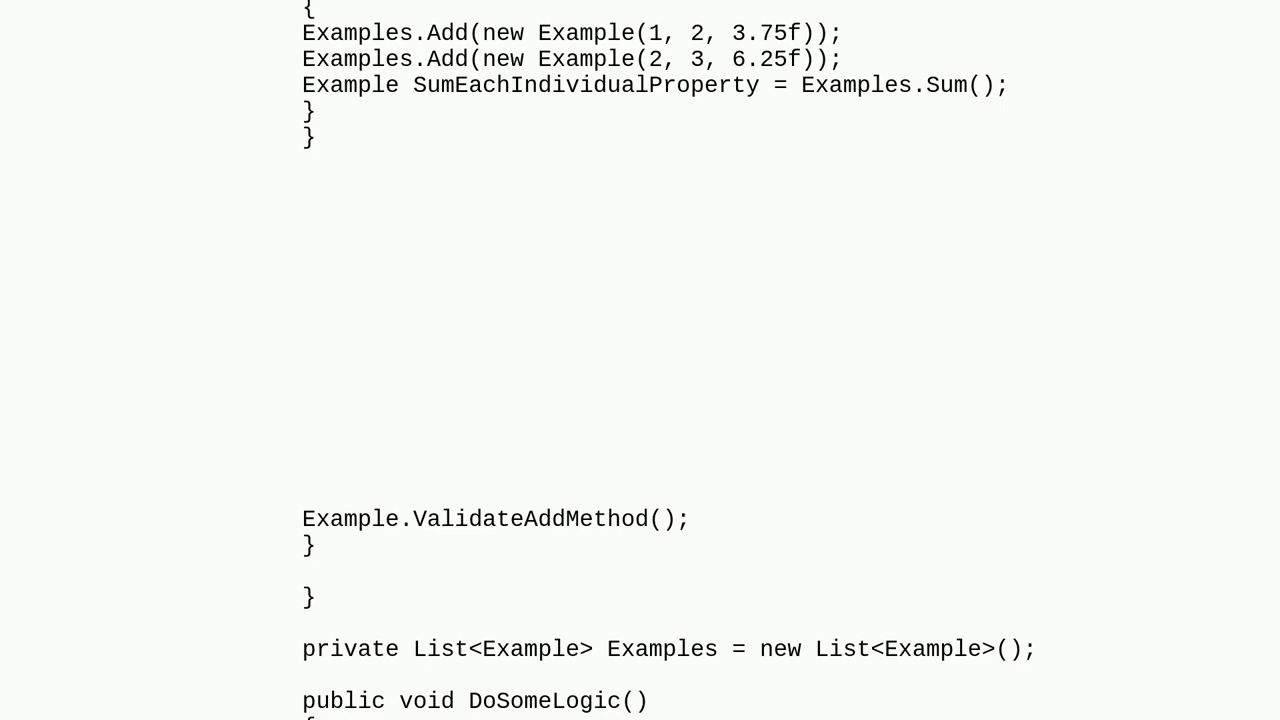 {
Examples.Add(new Example(1, 2, 3.75f));
Examples.Add(new Example(2, 3, 6.25f));
Example SumEachIndividualProperty = Examples.Sum();
}
}
Example.ValidateAddMethod();
}
}
private List<Example> Examples = new List<Example>();
public void DoSomeLogic()
{